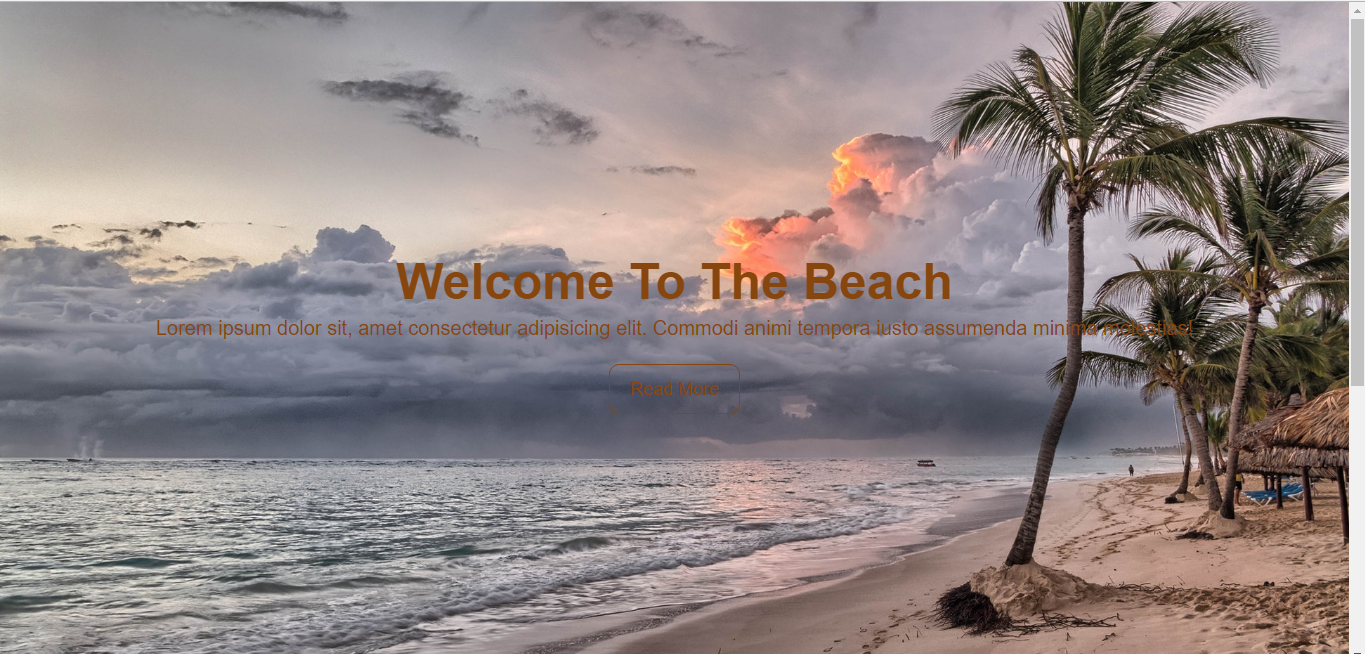 Welcome To The Beach
Lorem ipsum dolor sit, amet consectetur adipisicing elit. Commodi animi tempora iusto assumenda minima molestias!
Read More